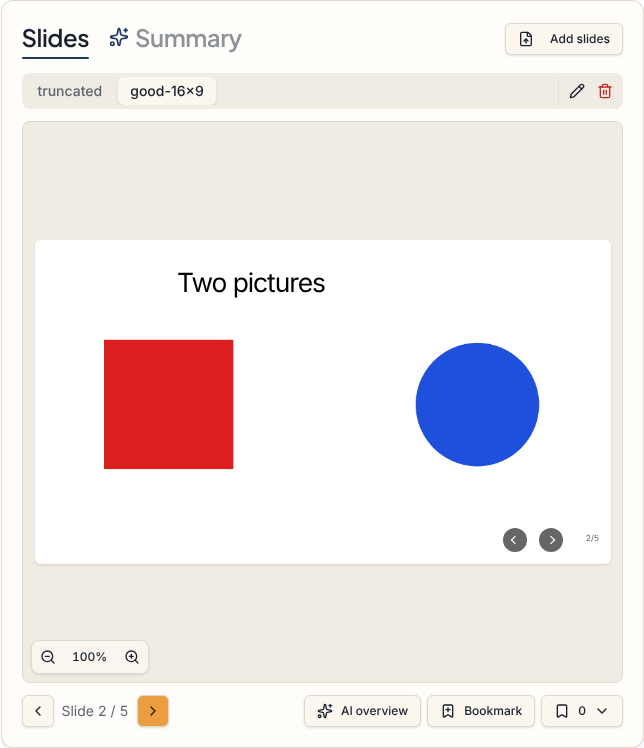 Slides Summary Add slides
truncated good-16×9
Two pictures
2/5
100%
Slide 2 / 5 AI overview Bookmark 0